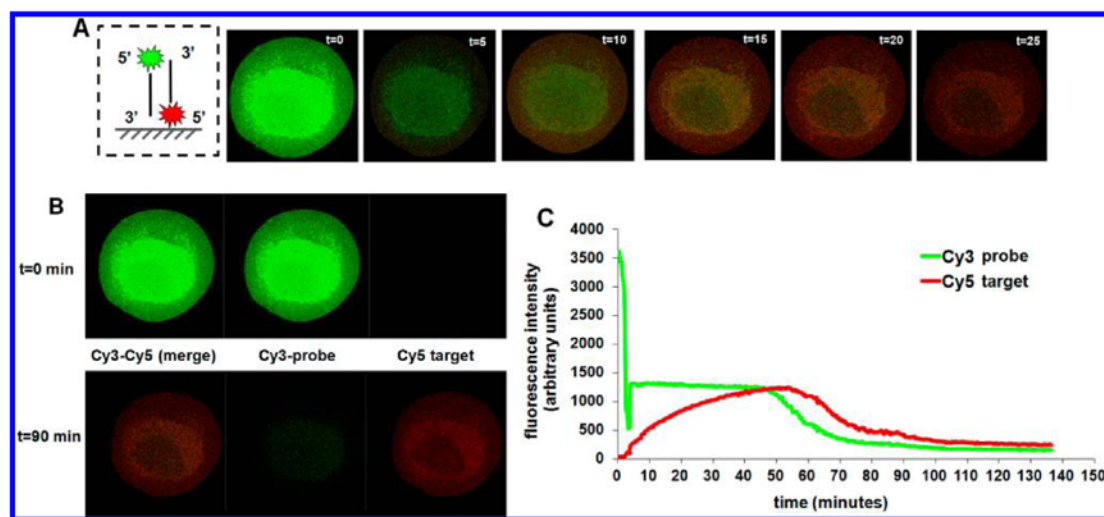 A
5' 3'
3' 5'
t=0
t=5
t=10
t=15
t=20
t=25
B
t=0 min
Cy3-Cy5 (merge) Cy3-probe Cy5 target
t=90 min
C
fluorescence intensity
(arbitrary units)
4000
3500
3000
2500
2000
1500
1000
500
0
Cy3 probe
Cy5 target
0 10 20 30 40 50 60 70 80 90 100 110 120 130 140 150
time (minutes)